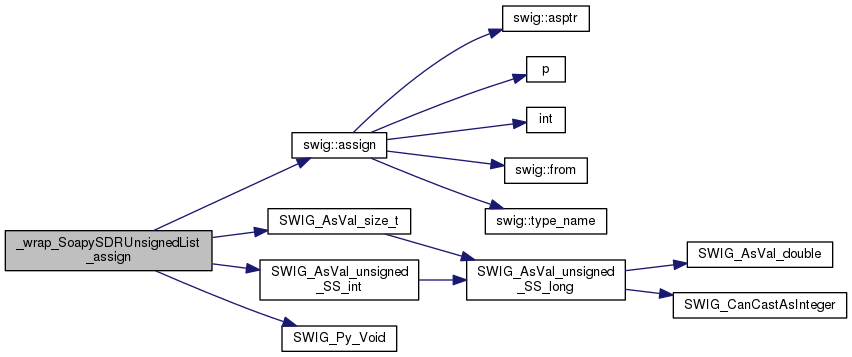 swig::asptr
p
int
swig::assign
swig::from
swig::type_name
SWIG_AsVal_size_t
_wrap_SoapySDRUnsignedList
_assign
SWIG_AsVal_unsigned
_SS_int
SWIG_AsVal_unsigned
_SS_long
SWIG_AsVal_double
SWIG_CanCastAsInteger
SWIG_Py_Void